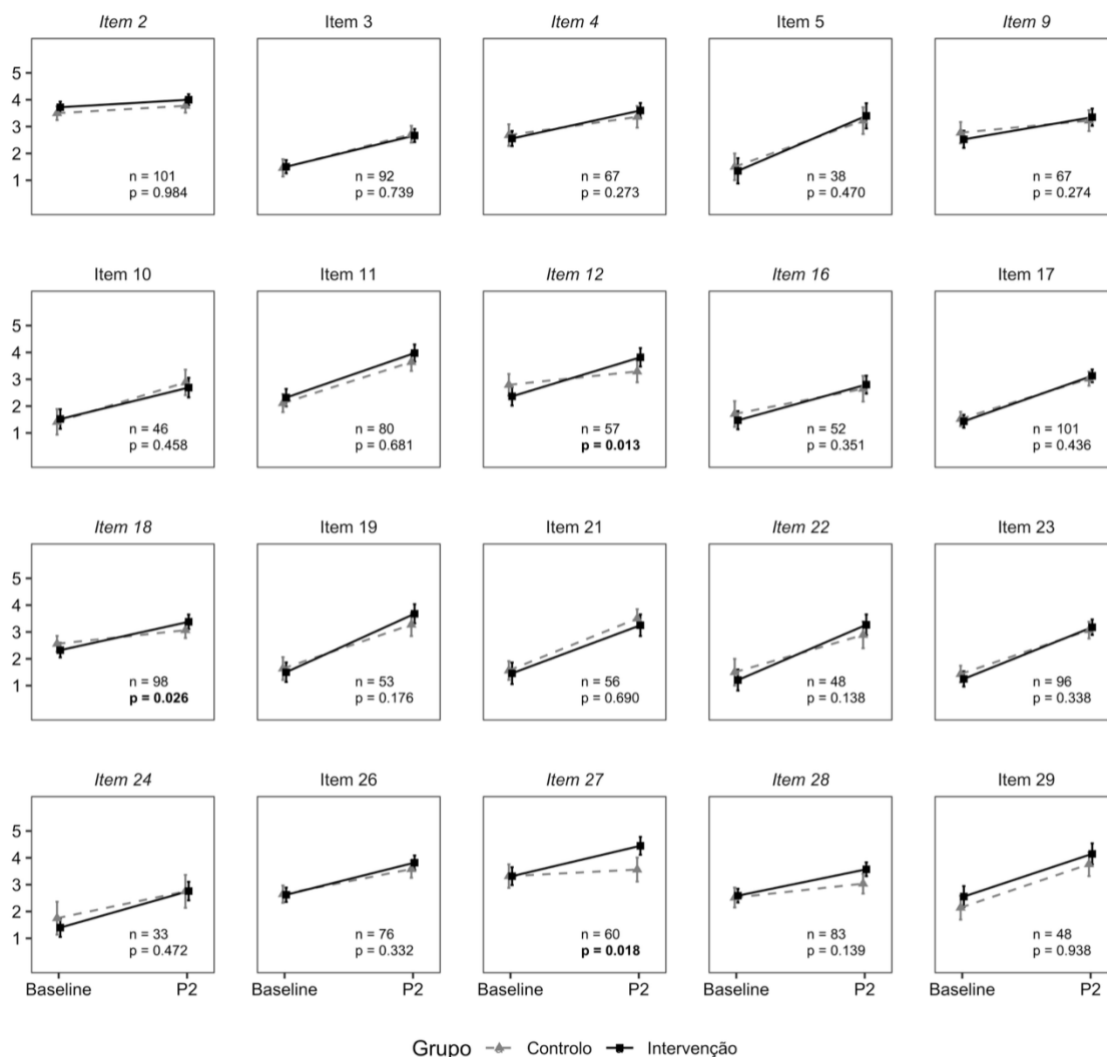 Item 2
Item 3
Item 4
Item 5
Item 9
5
4
3
2
1
n = 101
p = 0.984
n = 92
p = 0.739
n = 67
p = 0.273
n = 38
p = 0.470
n = 67
p = 0.274
Item 10
Item 11
Item 12
Item 16
Item 17
5
4
3
2
1
n = 46
p = 0.458
n = 80
p = 0.681
n = 57
p = 0.013
n = 52
p = 0.351
n = 101
p = 0.436
Item 18
Item 19
Item 21
Item 22
Item 23
5
4
3
2
1
n = 98
p = 0.026
n = 53
p = 0.176
n = 56
p = 0.690
n = 48
p = 0.138
n = 96
p = 0.338
Item 24
Item 26
Item 27
Item 28
Item 29
5
4
3
2
1
n = 33
p = 0.472
n = 76
p = 0.332
n = 60
p = 0.018
n = 83
p = 0.139
n = 48
p = 0.938
Baseline P2 Baseline P2 Baseline P2 Baseline P2 Baseline P2
Grupo Controlo Intervenção